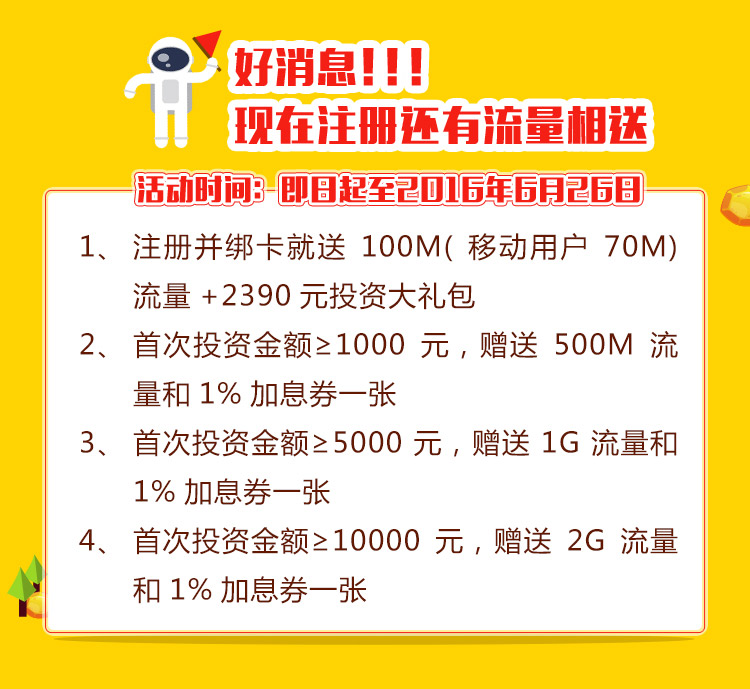 好消息!!!
现在注册还有流量相送
活动时间：即日起至2016年6月26日
1、注册并绑卡就送 100M( 移动用户 70M)
流量 +2390 元投资大礼包
2、首次投资金额≥1000 元，赠送 500M 流
量和 1% 加息券一张
3、首次投资金额≥5000 元，赠送 1G 流量和
1% 加息券一张
4、首次投资金额≥10000 元，赠送 2G 流量
和 1% 加息券一张